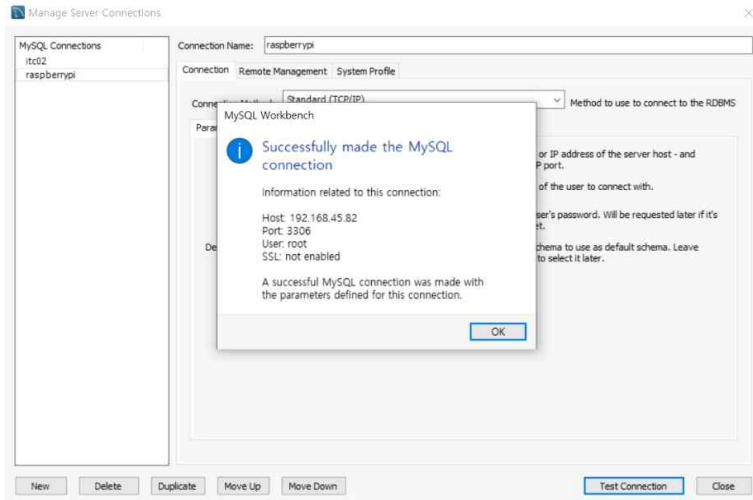 Manage Server Connections
MySQL Connections
itc02
raspberrypi
Connection Name: raspberrypi
Connection Remote Management System Profile
Standard (TCP/IP) Method to use to connect to the RDBMS
MySQL Workbench
Successfully made the MySQL
connection
Information related to this connection:
Host: 192.168.45.82
Port: 3306
User: root
SSL: not enabled
A successful MySQL connection was made with
the parameters defined for this connection.
OK
or IP address of the server host - and
P port.
of the user to connect with.
ser's password. Will be requested later if it's
et.
chema to use as default schema. Leave
to select it later.
New Delete Duplicate Move Up Move Down Test Connection Close